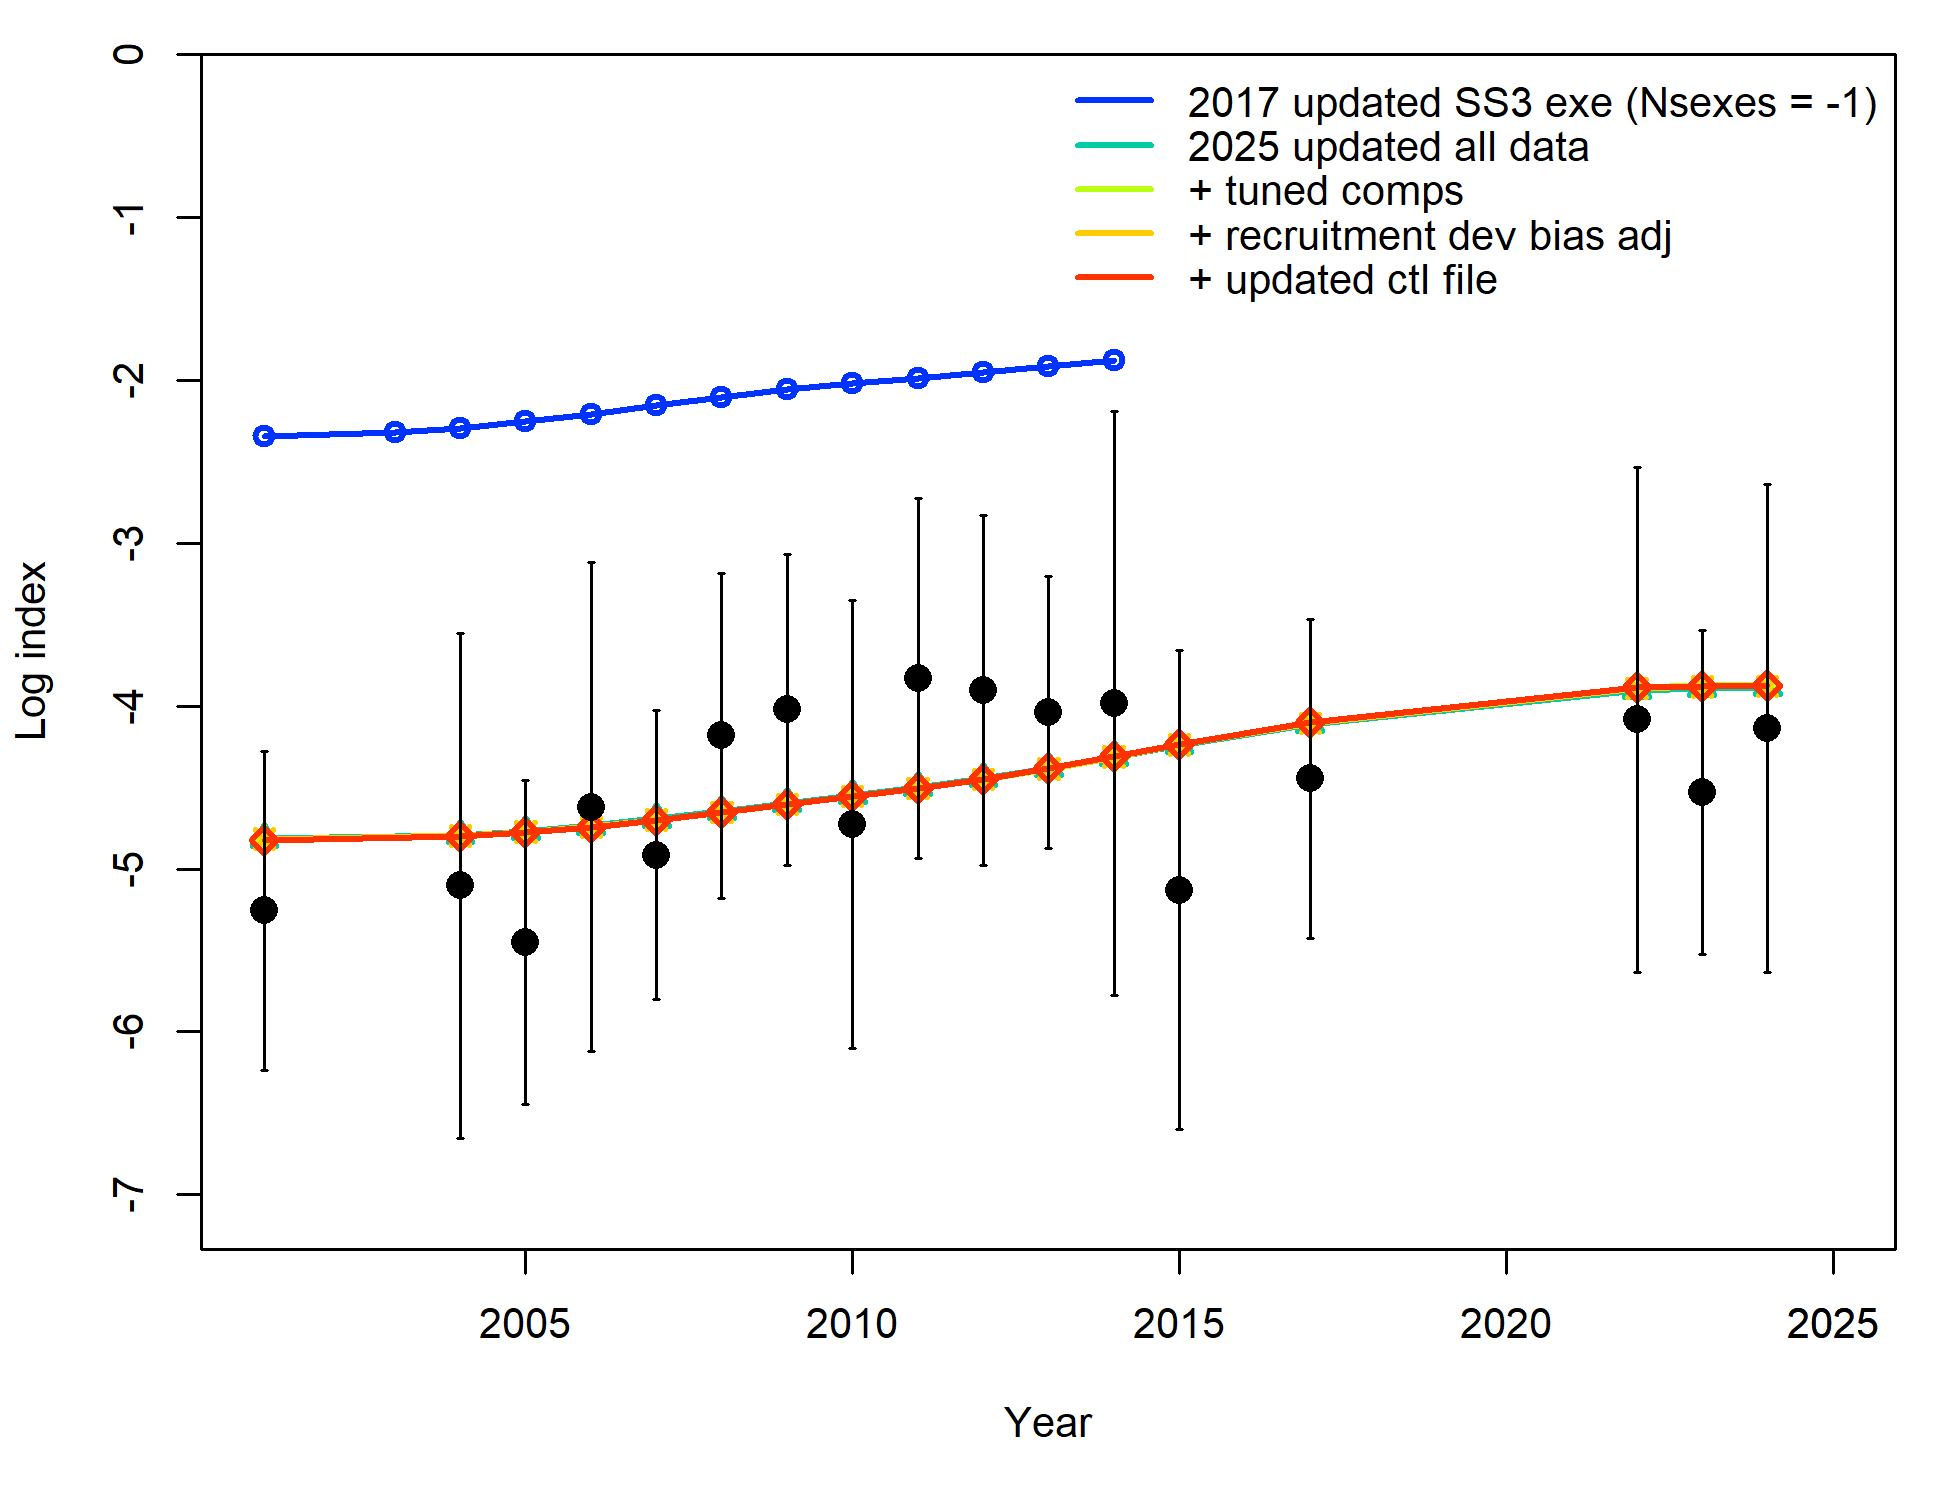 0
-1
-2
-3
-4
-5
-6
-7
Log index
2017 updated SS3 exe (Nsexes = -1)
2025 updated all data
+ tuned comps
+ recruitment dev bias adj
+ updated ctl file
2005 2010 2015 2020 2025
Year